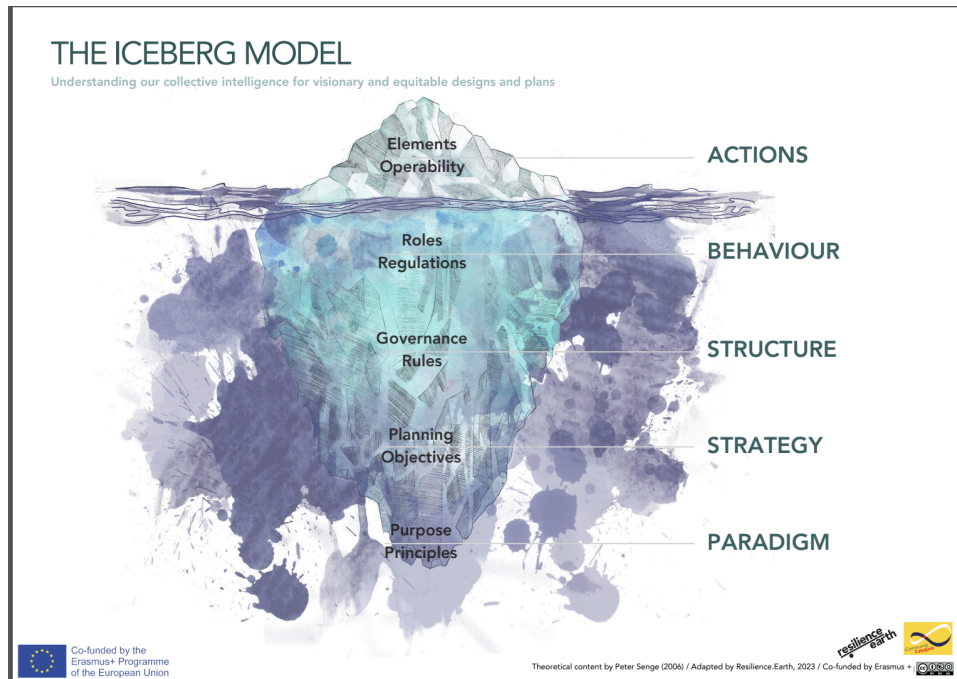 THE ICEBERG MODEL
Understanding our collective intelligence for visionary and equitable designs and plans
Elements
Operability
ACTIONS
Roles
Regulations
BEHAVIOUR
Governance
Rules
STRUCTURE
Planning
Objectives
STRATEGY
Purpose
Principles
PARADIGM
Co-funded by the
Erasmus+ Programme
of the European Union
resilience
earth
Community
Catalysts
Theoretical content by Peter Senge (2006) / Adapted by Resilience.Earth, 2023 / Co-funded by Erasmus +